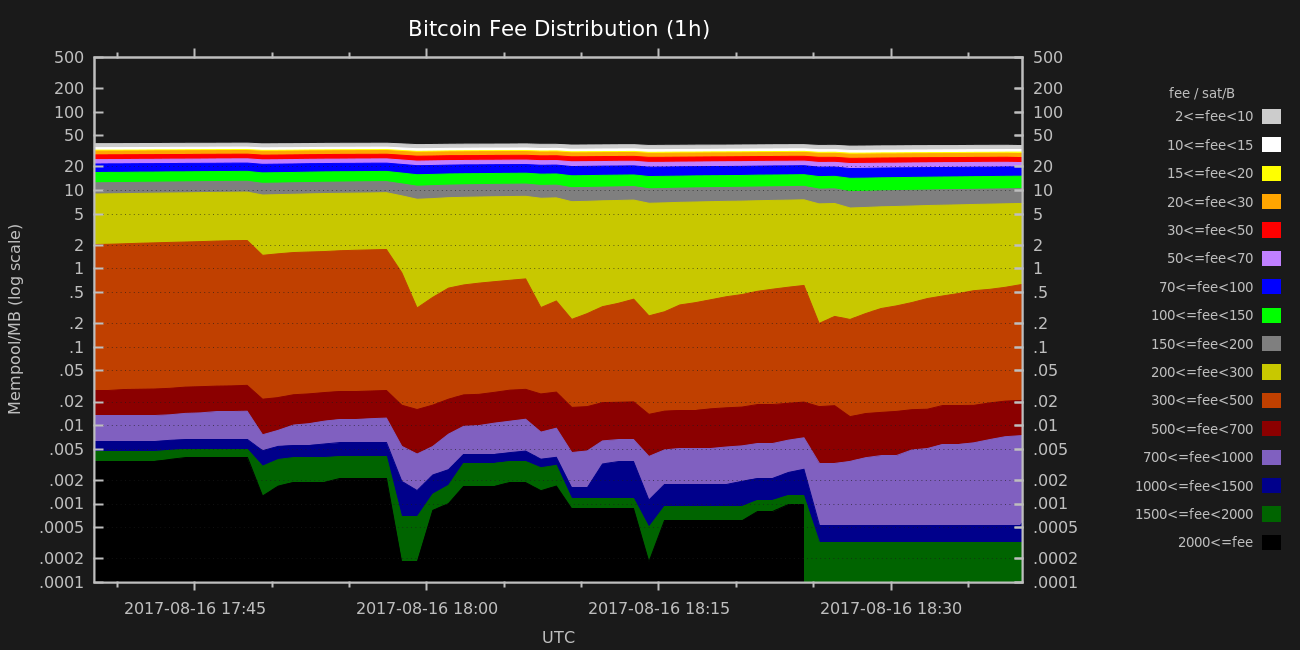 Bitcoin Fee Distribution (1h)
500
200
100
50
20
10
5
2
1
.5
.2
.1
.05
.02
.01
.005
.002
.001
.0005
.0002
.0001
Mempool/MB (log scale)
500
200
100
50
20
10
5
2
1
.5
.2
.1
.05
.02
.01
.005
.002
.001
.0005
.0002
.0001
2017-08-16 17:45
2017-08-16 18:00
2017-08-16 18:15
2017-08-16 18:30
UTC
fee / sat/B
2<=fee<10
10<=fee<15
15<=fee<20
20<=fee<30
30<=fee<50
50<=fee<70
70<=fee<100
100<=fee<150
150<=fee<200
200<=fee<300
300<=fee<500
500<=fee<700
700<=fee<1000
1000<=fee<1500
1500<=fee<2000
2000<=fee